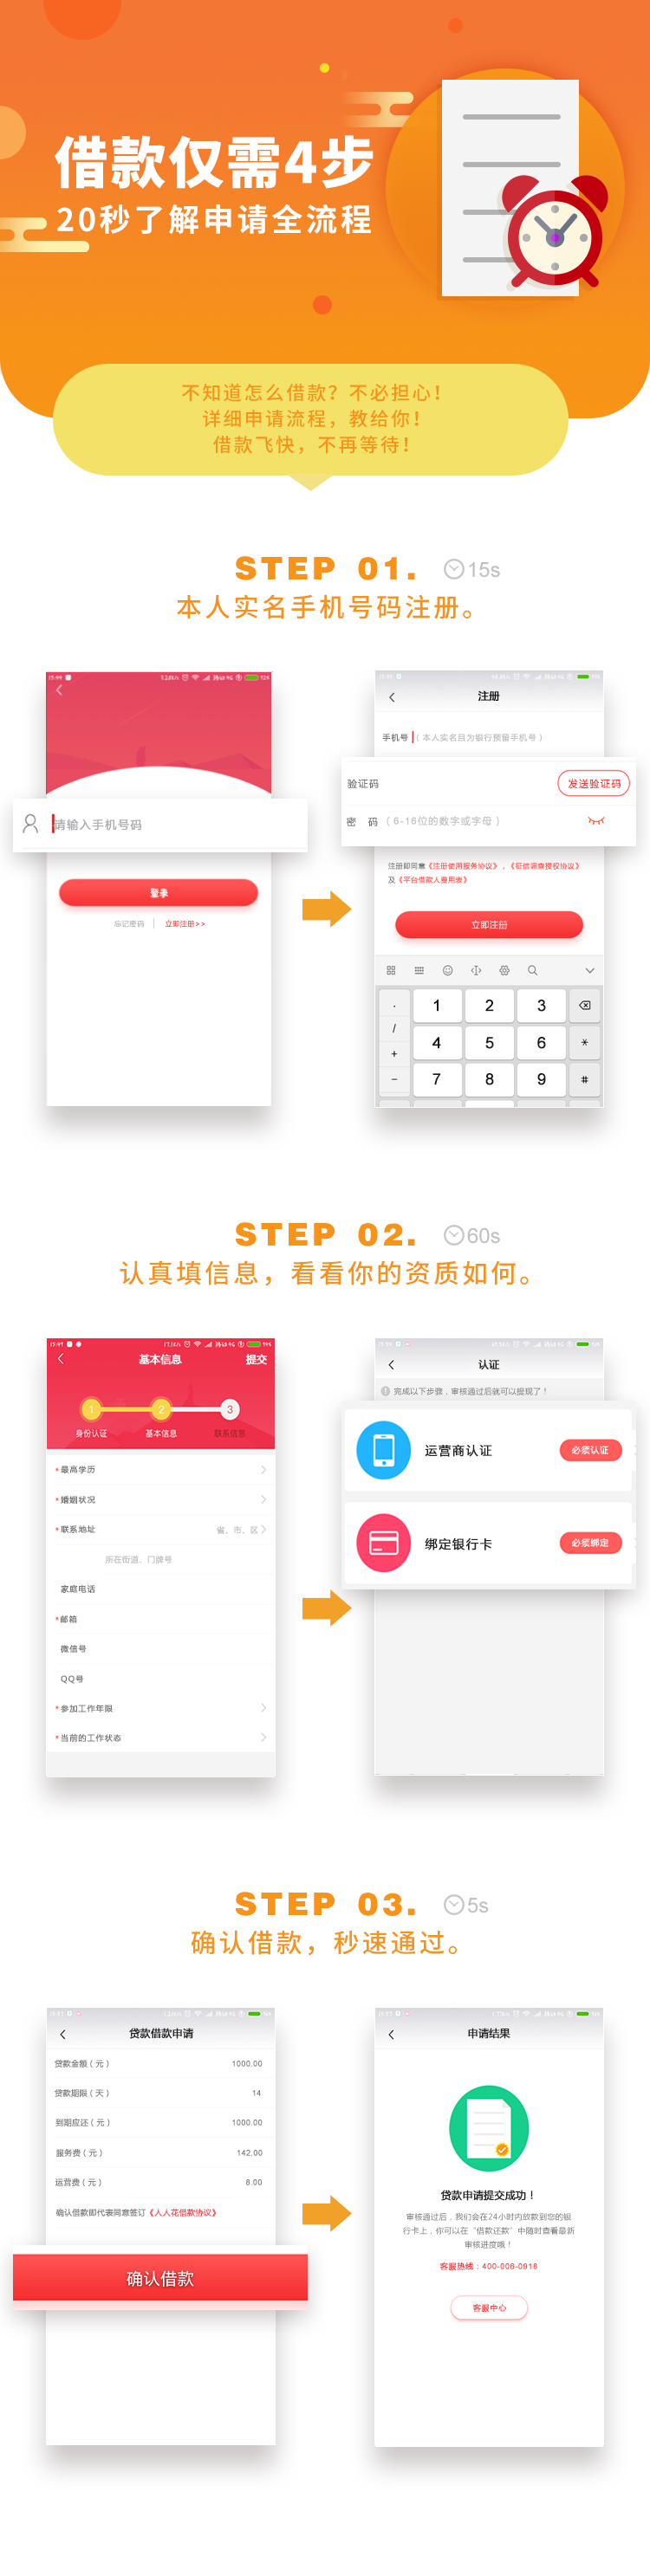 借款仅需4步
20秒了解申请全流程
不知道怎么借款？不必担心！
详细申请流程，教给你！
借款飞快，不再等待！
STEP 01. 15s
本人实名手机号码注册。
请输入手机号码
登录
忘记密码 | 立即注册>>
注册
手机号 （本人实名且为银行预留手机号）
验证码 发送验证码
密 码 （6-16位的数字或字母）
注册即同意《注册使用服务协议》，《征信调查授权协议》
及《平台借款人费用表》
立即注册
. 1 2 3
/ 4 5 6 *
+
- 7 8 9 #
STEP 02. 60s
认真填信息，看看你的资质如何。
基本信息 提交
1 2 3
身份认证 基本信息 联系信息
*最高学历
*婚姻状况
*联系地址 省、市、区
所在街道、门牌号
家庭电话
*邮箱
微信号
QQ号
*参加工作年限
*当前的工作状态
认证
完成以下步骤，审核通过后就可以提现了！
运营商认证 必须认证
绑定银行卡 必须绑定
STEP 03. 5s
确认借款，秒速通过。
贷款借款申请
贷款金额（元） 1000.00
贷款期限（天） 14
到期应还（元） 1000.00
服务费（元） 142.00
运营费（元） 8.00
确认借款即代表同意签订《人人花借款协议》
确认借款
申请结果
贷款申请提交成功！
审核通过后，我们会在24小时内放款到您的银
行卡上，你可以在“借款还款”中随时查看最新
审核进度哦！
客服热线：400-006-0918
客服中心